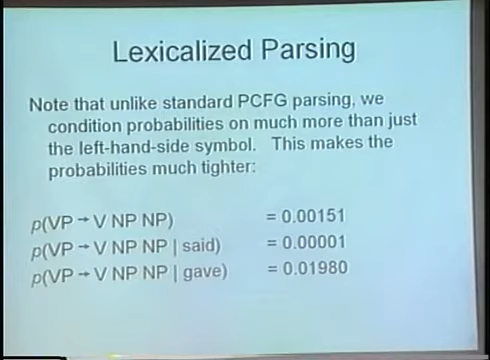 Lexicalized Parsing
Note that unlike standard PCFG parsing, we
condition probabilities on much more than just
the left-hand-side symbol. This makes the
probabilities much tighter:
p(VP → V NP NP) = 0.00151
p(VP → V NP NP | said) = 0.00001
p(VP → V NP NP | gave) = 0.01980